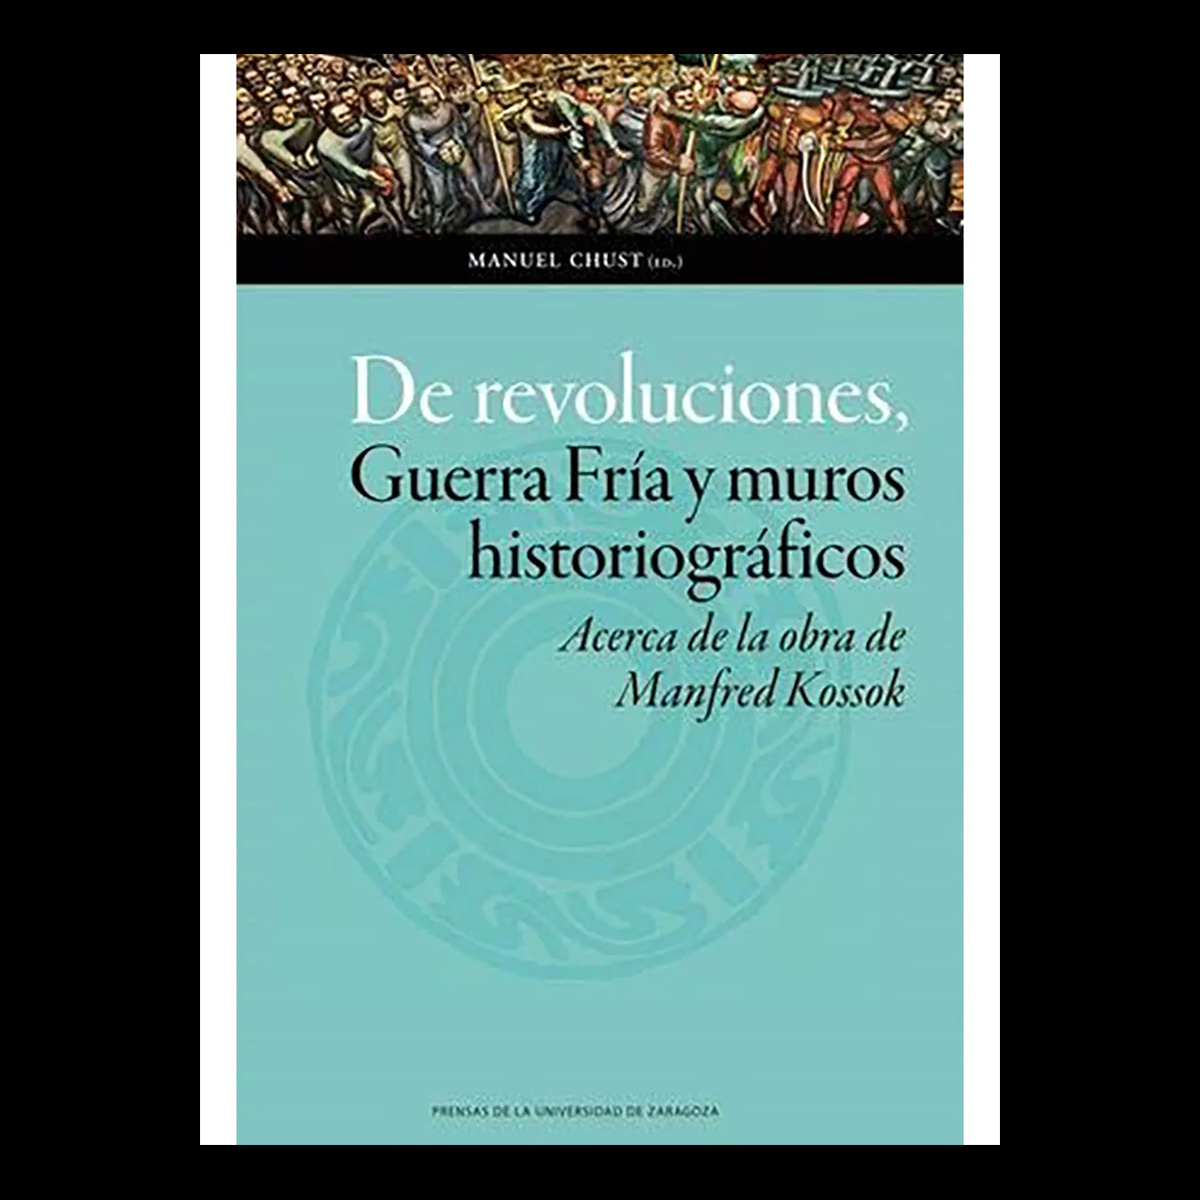 MANUEL CHUST (ED.)
De revoluciones,
Guerra Fría y muros
historiográficos
Acerca de la obra de
Manfred Kossok
PRENSAS DE LA UNIVERSIDAD DE ZARAGOZA